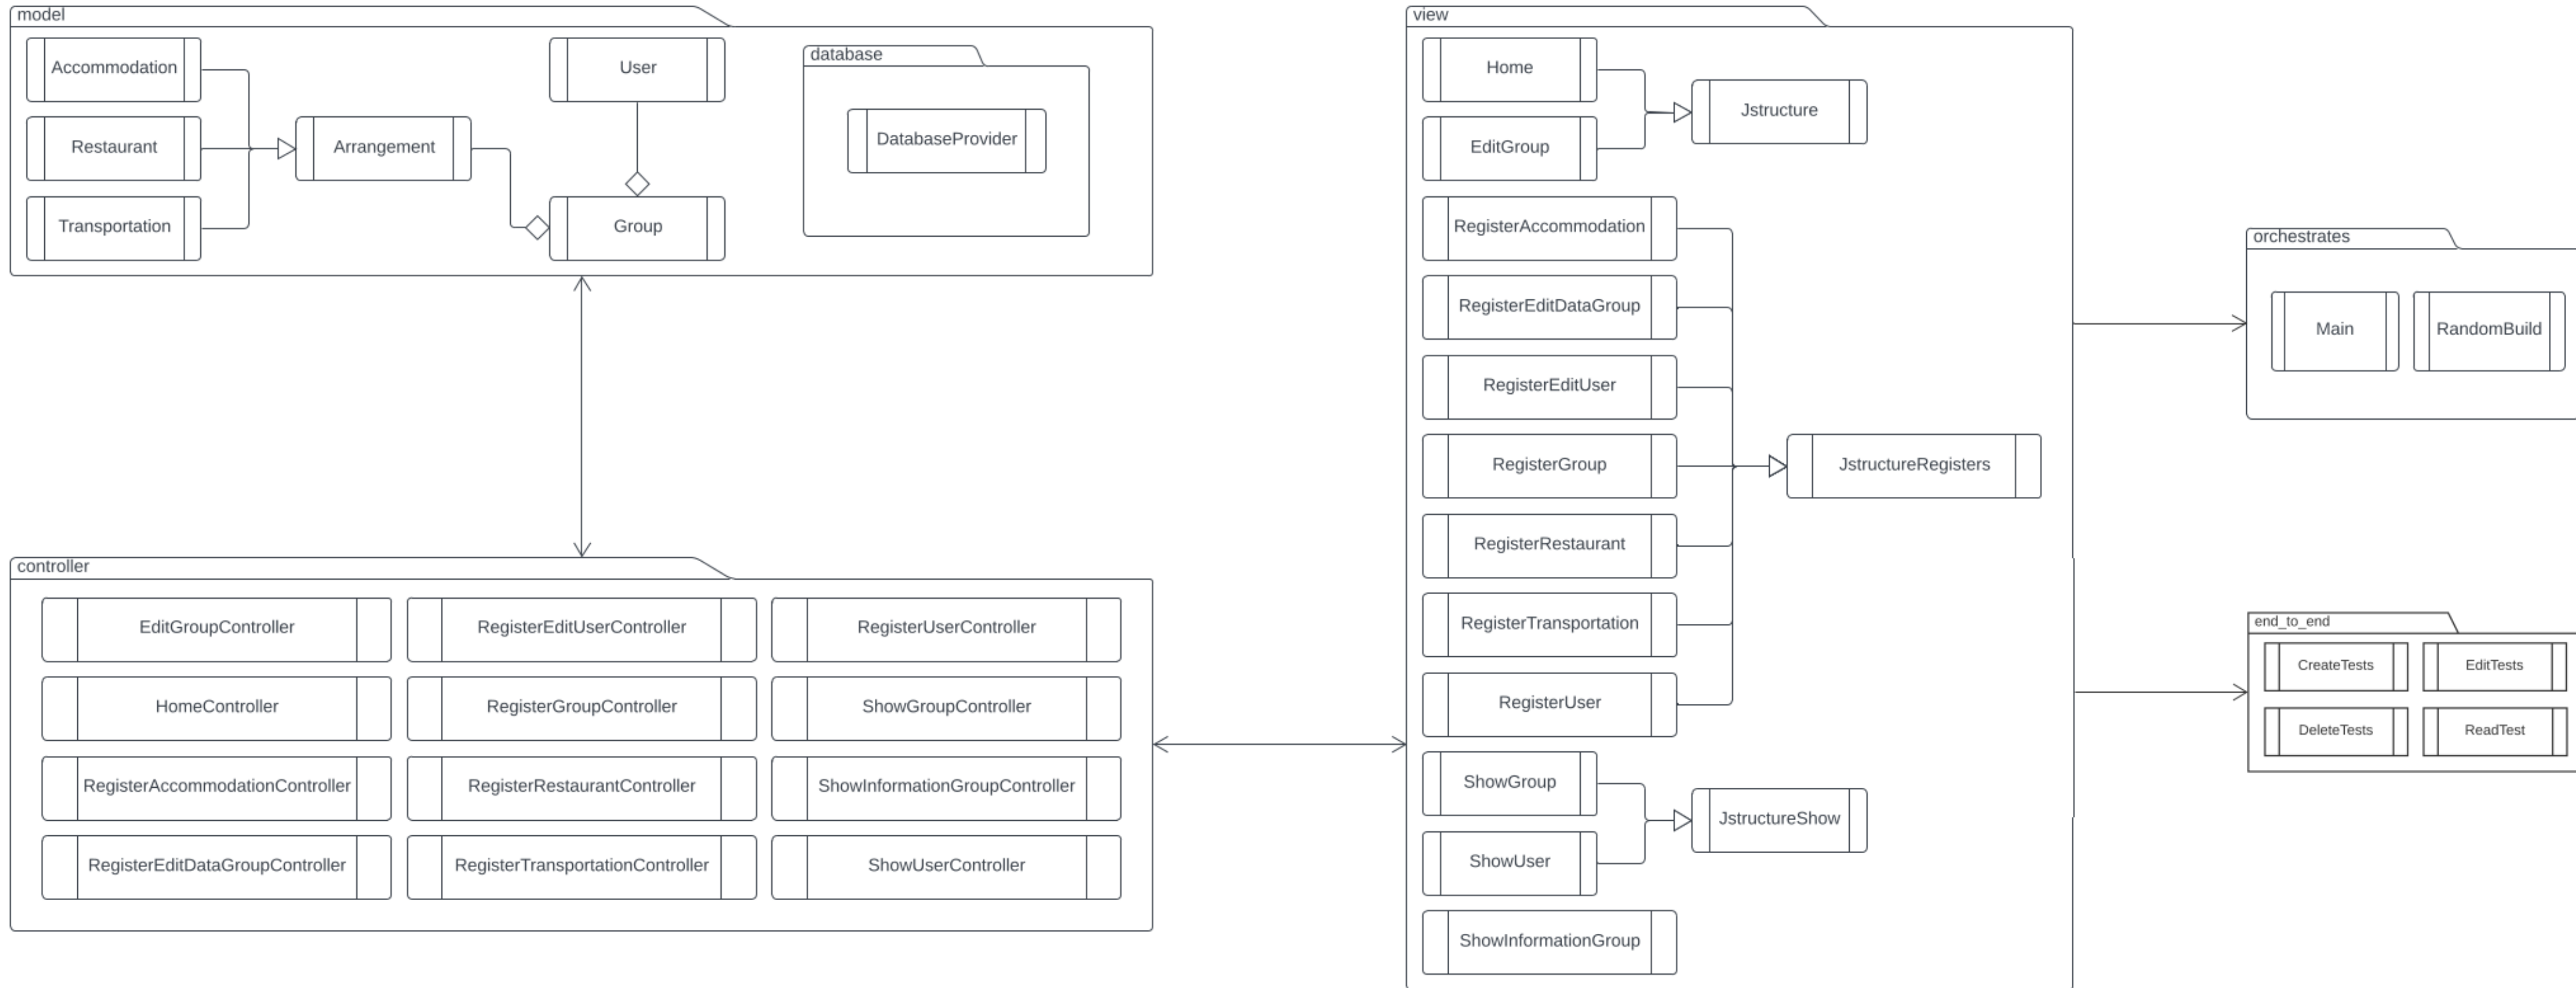 model
Accommodation
Restaurant
Transportation
Arrangement
User
Group
database
DatabaseProvider
controller
EditGroupController
RegisterEditUserController
RegisterUserController
HomeController
RegisterGroupController
ShowGroupController
RegisterAccommodationController
RegisterRestaurantController
ShowInformationGroupController
RegisterEditDataGroupController
RegisterTransportationController
ShowUserController
view
Home
EditGroup
Jstructure
RegisterAccommodation
RegisterEditDataGroup
RegisterEditUser
RegisterGroup
RegisterRestaurant
RegisterTransportation
RegisterUser
JstructureRegisters
ShowGroup
ShowUser
JstructureShow
ShowInformationGroup
orchestrates
Main
RandomBuild
end_to_end
CreateTests
EditTests
DeleteTests
ReadTest